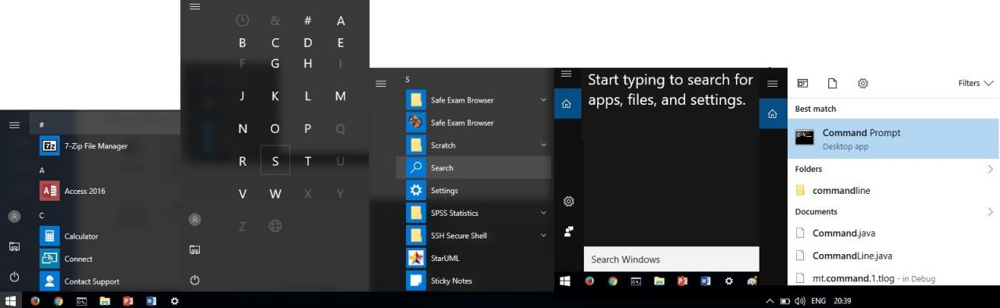 #
7-Zip File Manager
A
Access 2016
C
Calculator
Connect
Contact Support
& # A
B C D E
F G H I
J K L M
N O P Q
R S T U
V W X Y
Z
S
Safe Exam Browser
Safe Exam Browser
Scratch
Search
Settings
SPSS Statistics
SSH Secure Shell
StarUML
Sticky Notes
Start typing to search for
apps, files, and settings.
Search Windows
Filters
Best match
Command Prompt
Desktop app
Folders
commandline
Documents
Command.java
CommandLine.java
mt.command.1.tlog - in Debug
ENG 20:39